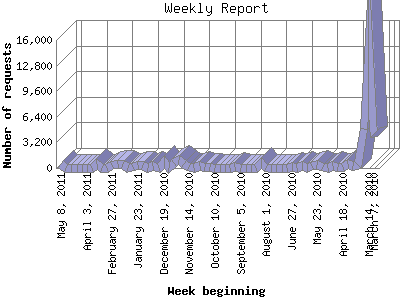 Weekly Report
Number of requests
16,000
12,800
9,600
6,400
3,200
0
May 8, 2011
April 3, 2011
February 27, 2011
January 23, 2011
December 19, 2010
November 14, 2010
October 10, 2010
September 5, 2010
August 1, 2010
June 27, 2010
May 23, 2010
April 18, 2010
March 14, 2010
March 7, 2010
Week beginning